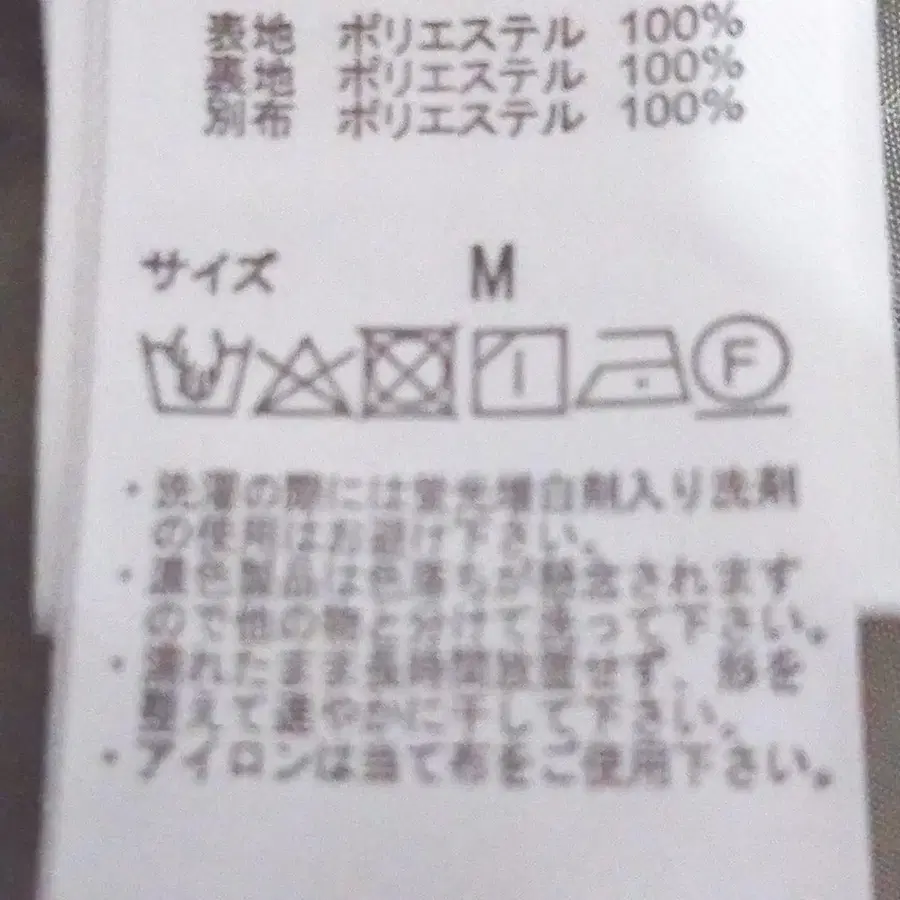 表地 ポリエステル 100%
裏地 ポリエステル 100%
別布 ポリエステル 100%
サイズ M
F
・洗濯の際には蛍光増白剤入り洗剤
の使用はお避け下さい。
・濃色製品は色落ちが懸念されます
ので他の物と分けて洗って下さい。
・濡れたまま長時間放置せず、形を
整えて速やかに干して下さい。
・アイロンは当て布をご使用下さい。